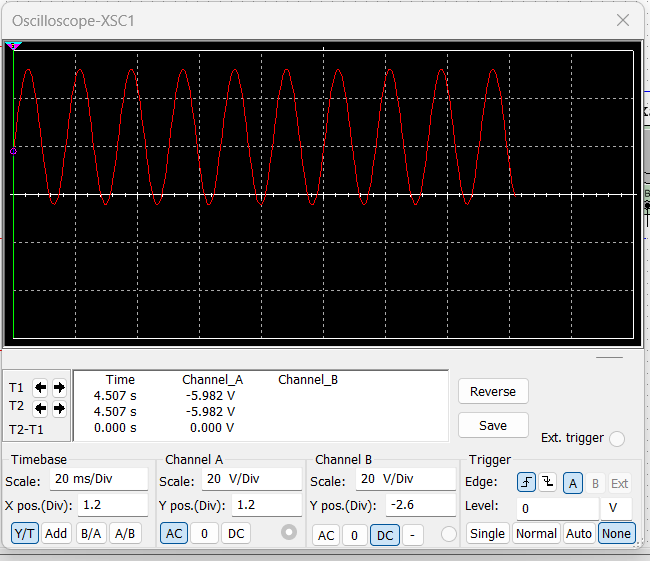 Oscilloscope-XSC1
Time Channel_A Channel_B
T1 4.507 s -5.982 V
T2 4.507 s -5.982 V
T2-T1 0.000 s 0.000 V
Reverse
Save
Ext. trigger
Timebase Channel A Channel B Trigger
Scale: 20 ms/Div Scale: 20 V/Div Scale: 20 V/Div Edge: A B Ext
X pos.(Div): 1.2 Y pos.(Div): 1.2 Y pos.(Div): -2.6 Level: 0 V
Y/T Add B/A A/B AC 0 DC AC 0 DC - Single Normal Auto None